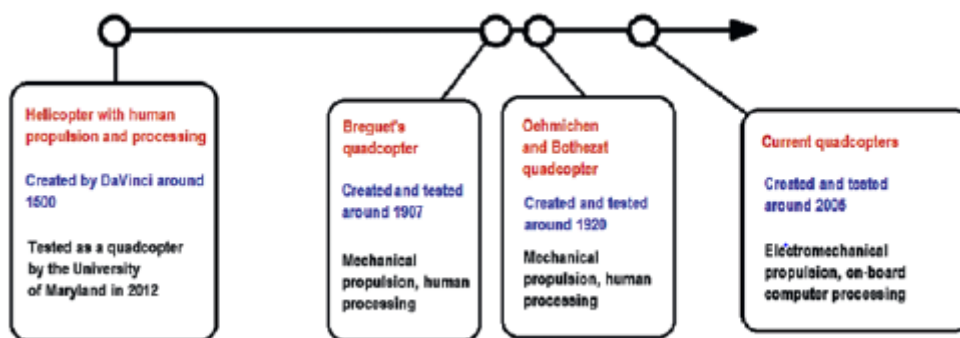 Helicopter with human
propulsion and processing
Created by DaVinci around
1500
Tested as a quadcopter
by the University
of Maryland in 2012
Breguet's
quadcopter
Created and tested
around 1907
Mechanical
propulsion, human
processing
Oehmichen
and Bothezat
quadcopter
Created and tested
around 1920
Mechanical
propulsion, human
processing
Current quadcopters
Created and tested
around 2005
Electromechanical
propulsion, on-board
computer processing